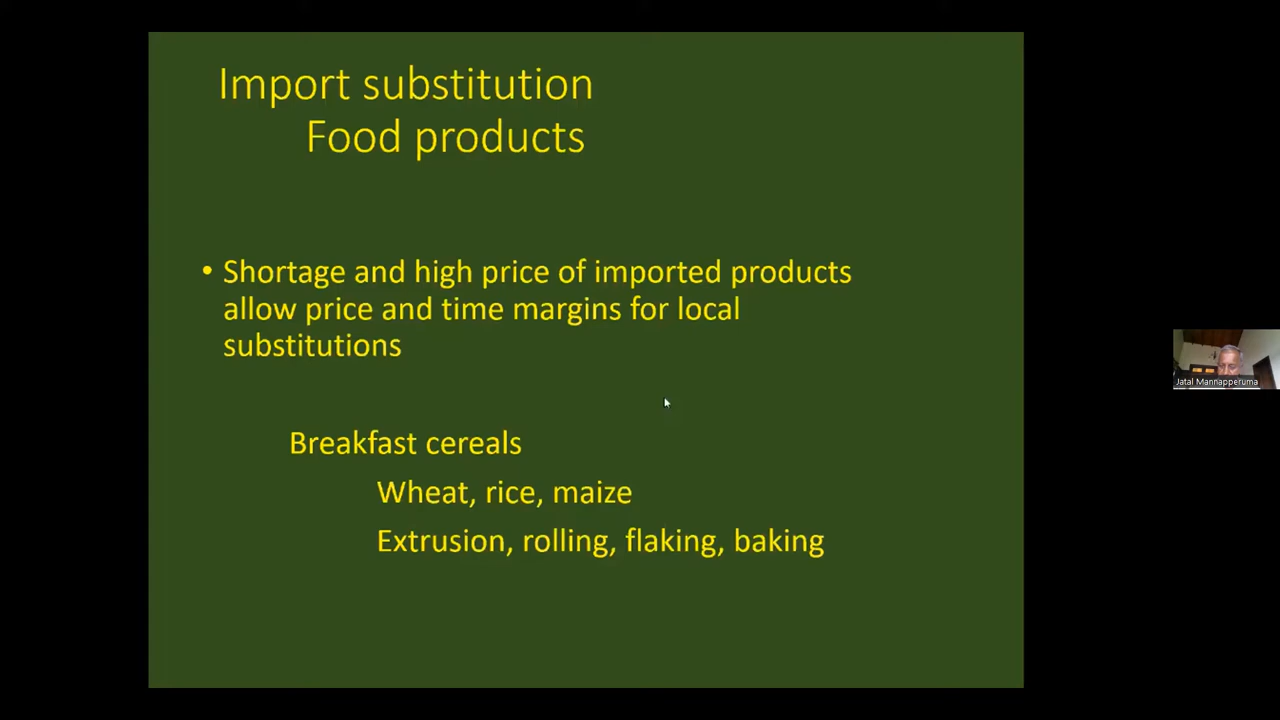 Import substitution
Food products
• Shortage and high price of imported products
allow price and time margins for local
substitutions
Breakfast cereals
Wheat, rice, maize
Extrusion, rolling, flaking, baking
Jatal Mannapperuma